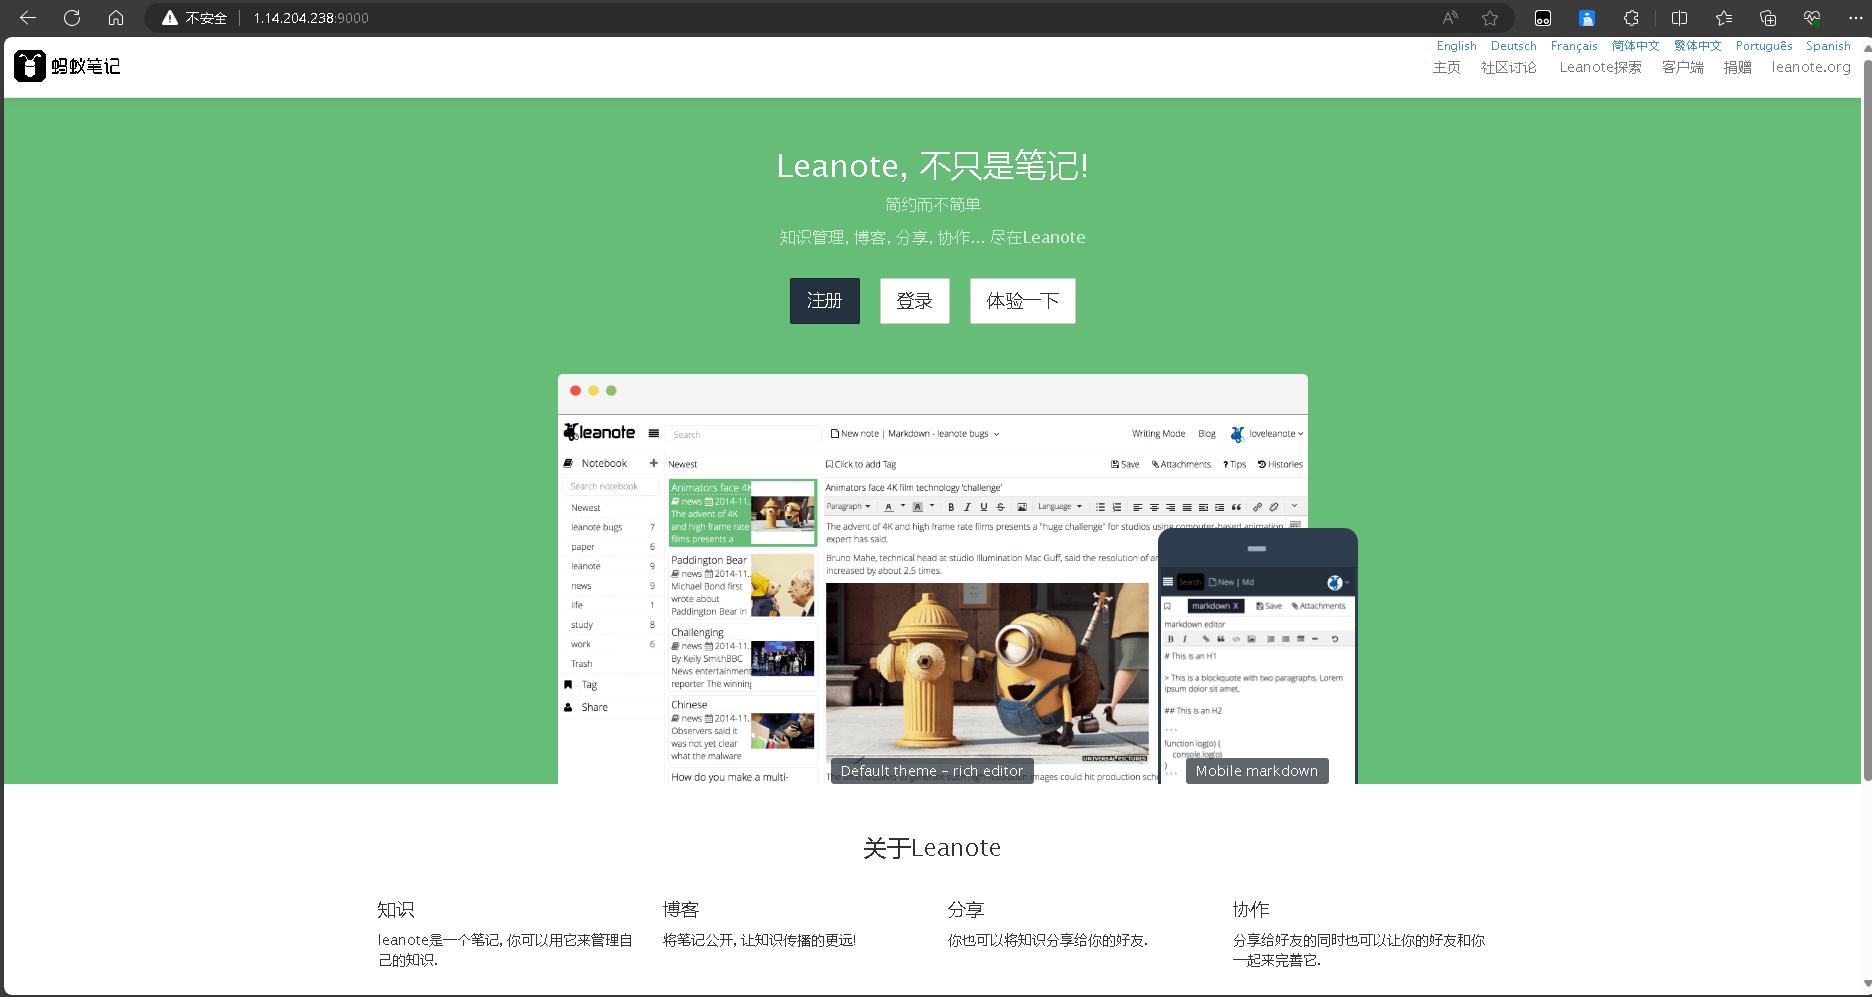 不安全 1.14.204.238:9000
蚂蚁笔记
English Deutsch Français 简体中文 繁体中文 Português Spanish
主页 社区讨论 Leanote探索 客户端 捐赠 leanote.org
Leanote, 不只是笔记!
简约而不简单
知识管理, 博客, 分享, 协作... 尽在Leanote
注册 登录 体验一下
leanote Search New note | Markdown - leanote bugs Writing Mode Blog loveleanote
Notebook + Newest Click to add Tag Save Attachments ? Tips Histories
Search notebook
Newest
leanote bugs 7
paper 6
leanote 9
news 9
life 1
study 8
work 6
Trash
Tag
Share
Animators face 4K
news 2014-11..
The advent of 4K
and high frame rate
films presents a
Paddington Bear
news 2014-11..
Michael Bond first
wrote about
Paddington Bear in
Challenging
news 2014-11..
By Keily SmithBBC
News entertainment
reporter The winning
Chinese
news 2014-11..
Observers said it
was not yet clear
what the malware
How do you make a multi-
Animators face 4K film technology 'challenge'
Paragraph A A B I U S Language
The advent of 4K and high frame rate films presents a "huge challenge" for studios using computer-based animation
expert has said.
Bruno Mahe, technical head at studio Illumination Mac Guff, said the resolution of
increased by about 2.5 times.
UNIVERSAL PICTURES
images could hit production
Default theme – rich editor
Search New | Md
markdown X Save Attachments
markdown editor
B I
# This is an H1
> This is a blockquote with two paragraphs. Lorem
ipsum dolor sit amet,
## This is an H2
```
function log(o) {
console.log(o)
}
```
Mobile markdown
关于Leanote
知识
leanote是一个笔记, 你可以用它来管理自
己的知识.
博客
将笔记公开, 让知识传播的更远!
分享
你也可以将知识分享给你的好友.
协作
分享给好友的同时也可以让你的好友和你
一起来完善它.